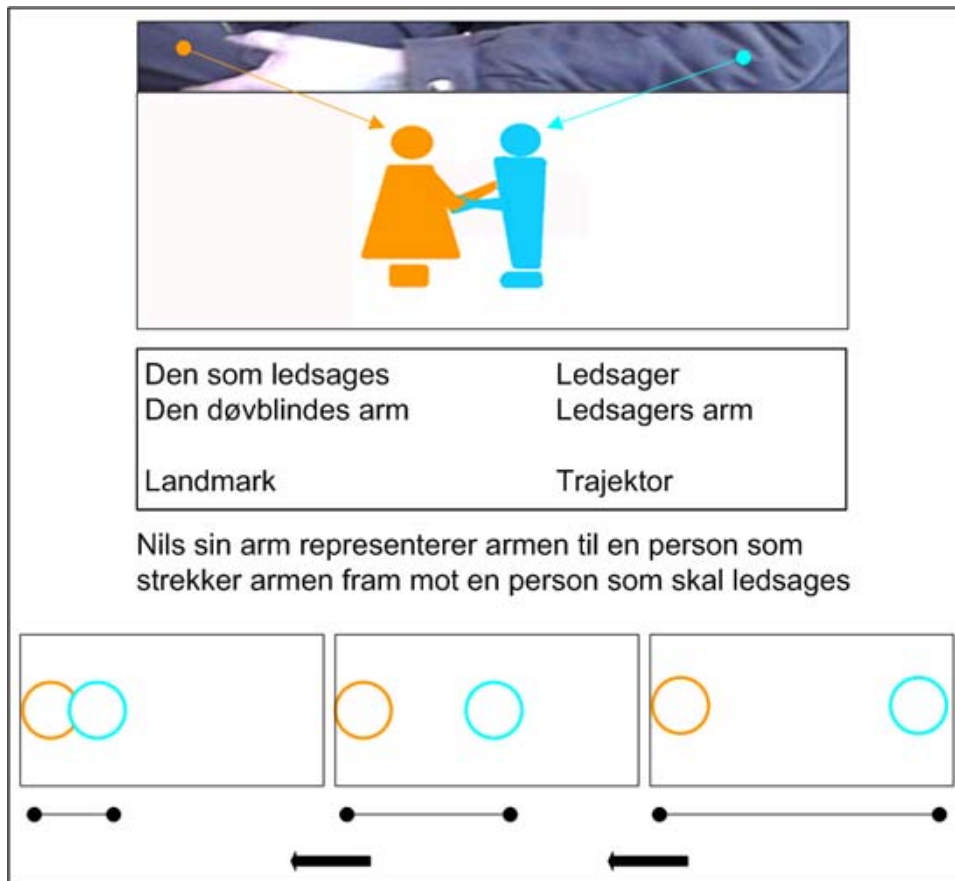 Den som ledsages Ledsager
Den døvblindes arm Ledsagers arm
Landmark Trajektor
Nils sin arm representerer armen til en person som
strekker armen fram mot en person som skal ledsages